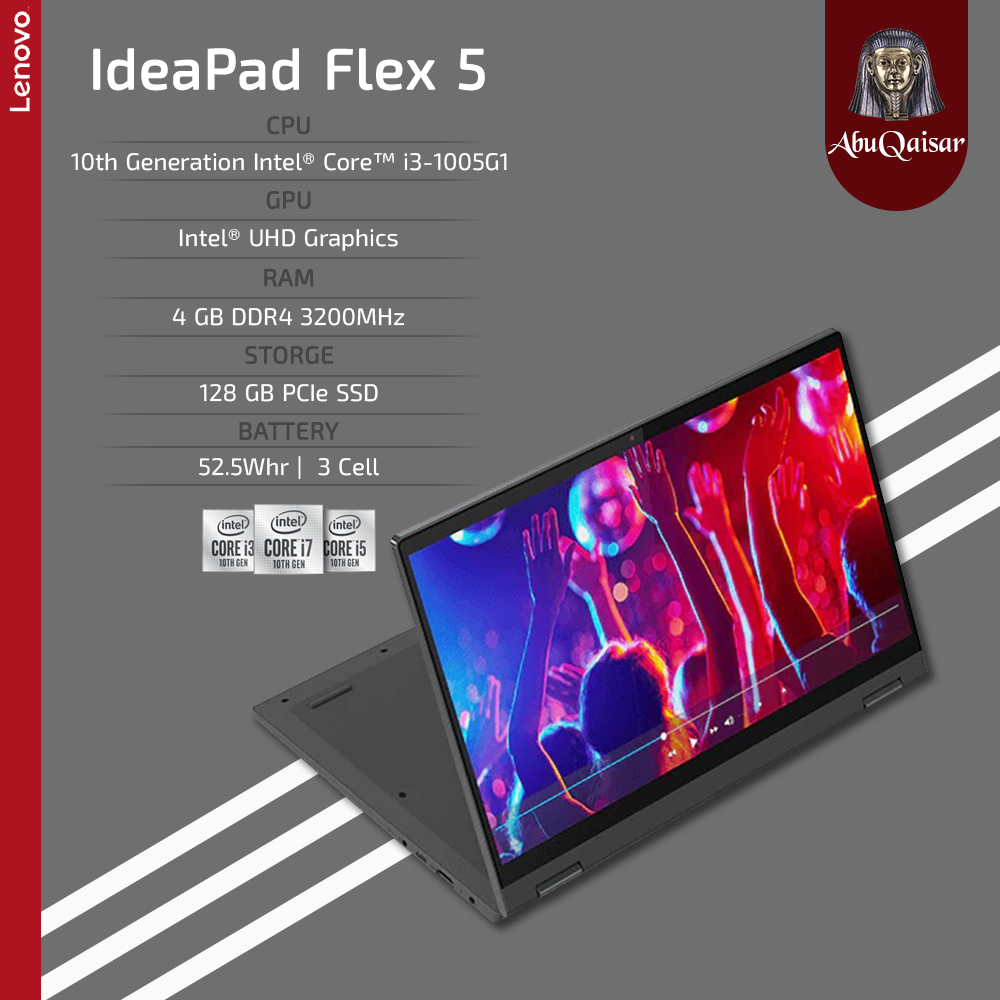 Lenovo.
IdeaPad Flex 5
AbuQaisar
CPU
10th Generation Intel® Core™ i3-1005G1
GPU
Intel® UHD Graphics
RAM
4 GB DDR4 3200MHz
STORGE
128 GB PCIe SSD
BATTERY
52.5Whr | 3 Cell
intel
CORE i3
10TH GEN
intel
CORE i7
10TH GEN
intel
CORE i5
10TH GEN